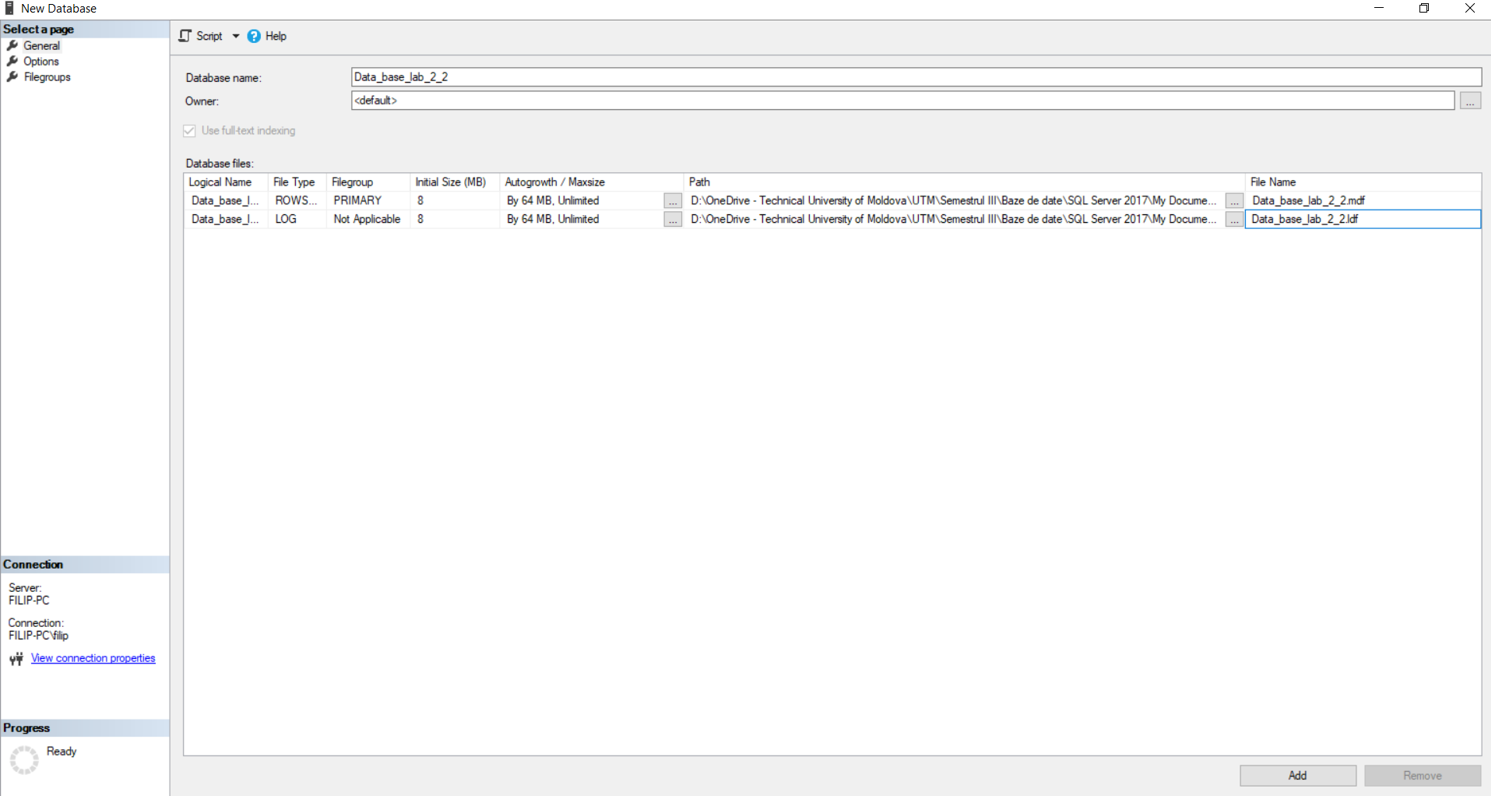 New Database
Select a page
General
Options
Filegroups
Script Help
Database name: Data_base_lab_2_2
Owner: <default> ...
Use full-text indexing
Database files:
Logical Name File Type Filegroup Initial Size (MB) Autogrowth / Maxsize Path File Name
Data_base_l... ROWS... PRIMARY 8 By 64 MB, Unlimited ... D:\OneDrive - Technical University of Moldova\UTM\Semestrul III\Baze de date\SQL Server 2017\My Docume... ... Data_base_lab_2_2.mdf
Data_base_l... LOG Not Applicable 8 By 64 MB, Unlimited ... D:\OneDrive - Technical University of Moldova\UTM\Semestrul III\Baze de date\SQL Server 2017\My Docume... ... Data_base_lab_2_2.ldf
Connection
Server:
FILIP-PC
Connection:
FILIP-PC\filip
View connection properties
Progress
Ready
Add Remove